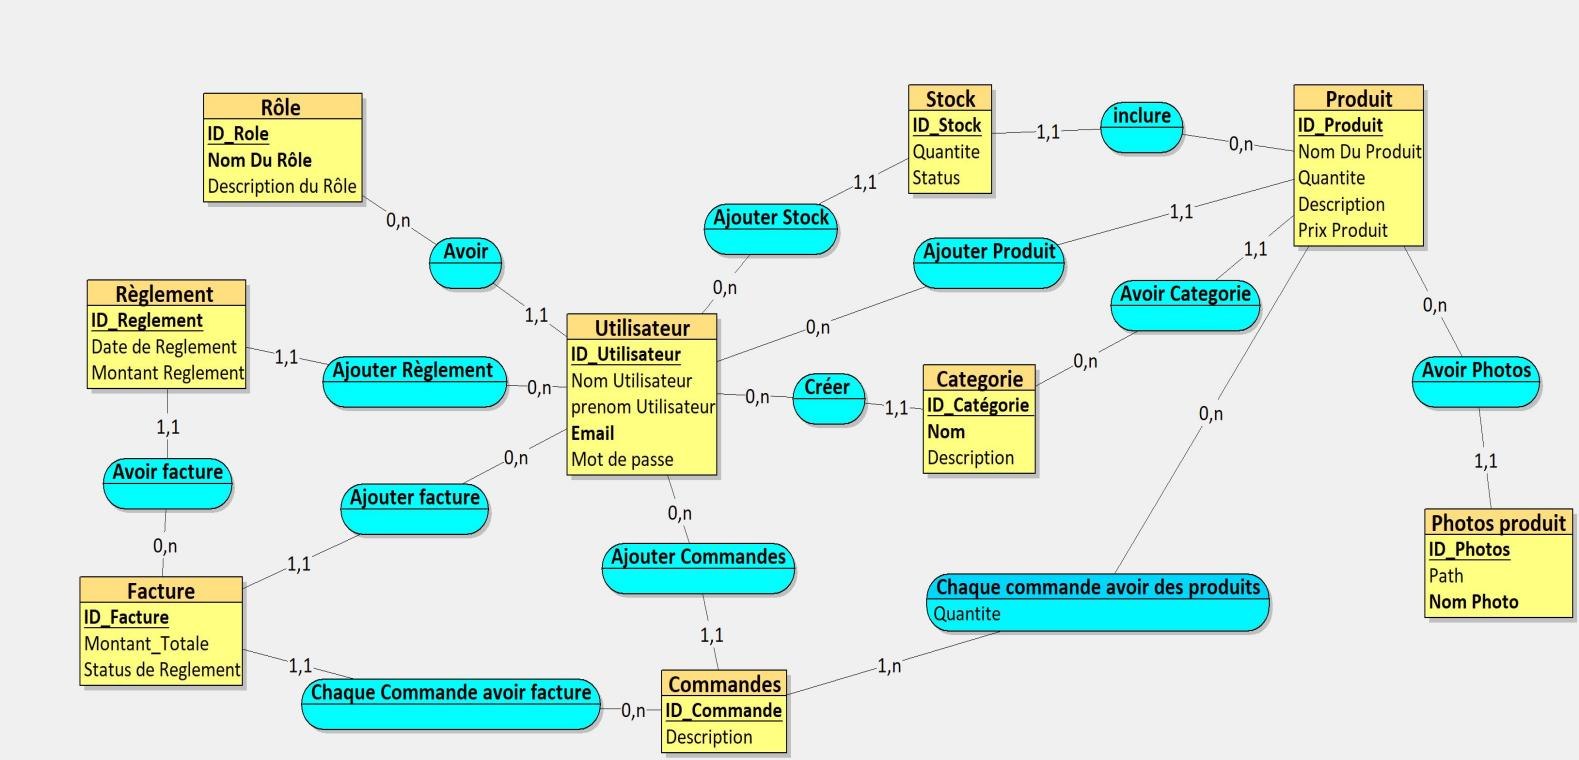 Rôle
ID_Role
Nom Du Rôle
Description du Rôle
0,n
Avoir
1,1
Stock
ID_Stock
Quantite
Status
1,1
inclure
0,n
Produit
ID_Produit
Nom Du Produit
Quantite
Description
Prix Produit
1,1
Ajouter Stock
0,n
1,1
Ajouter Produit
0,n
1,1
Avoir Categorie
0,n
Règlement
ID_Reglement
Date de Reglement
Montant Reglement
1,1
Ajouter Règlement
0,n
Utilisateur
ID_Utilisateur
Nom Utilisateur
prenom Utilisateur
Email
Mot de passe
0,n
Créer
1,1
Categorie
ID_Catégorie
Nom
Description
0,n
Avoir Photos
1,1
Photos produit
ID_Photos
Path
Nom Photo
0,n
1,1
Avoir facture
0,n
0,n
Ajouter facture
1,1
0,n
Ajouter Commandes
1,1
Chaque commande avoir des produits
Quantite
1,n
Facture
ID_Facture
Montant_Totale
Status de Reglement
1,1
Chaque Commande avoir facture
0,n
Commandes
ID_Commande
Description